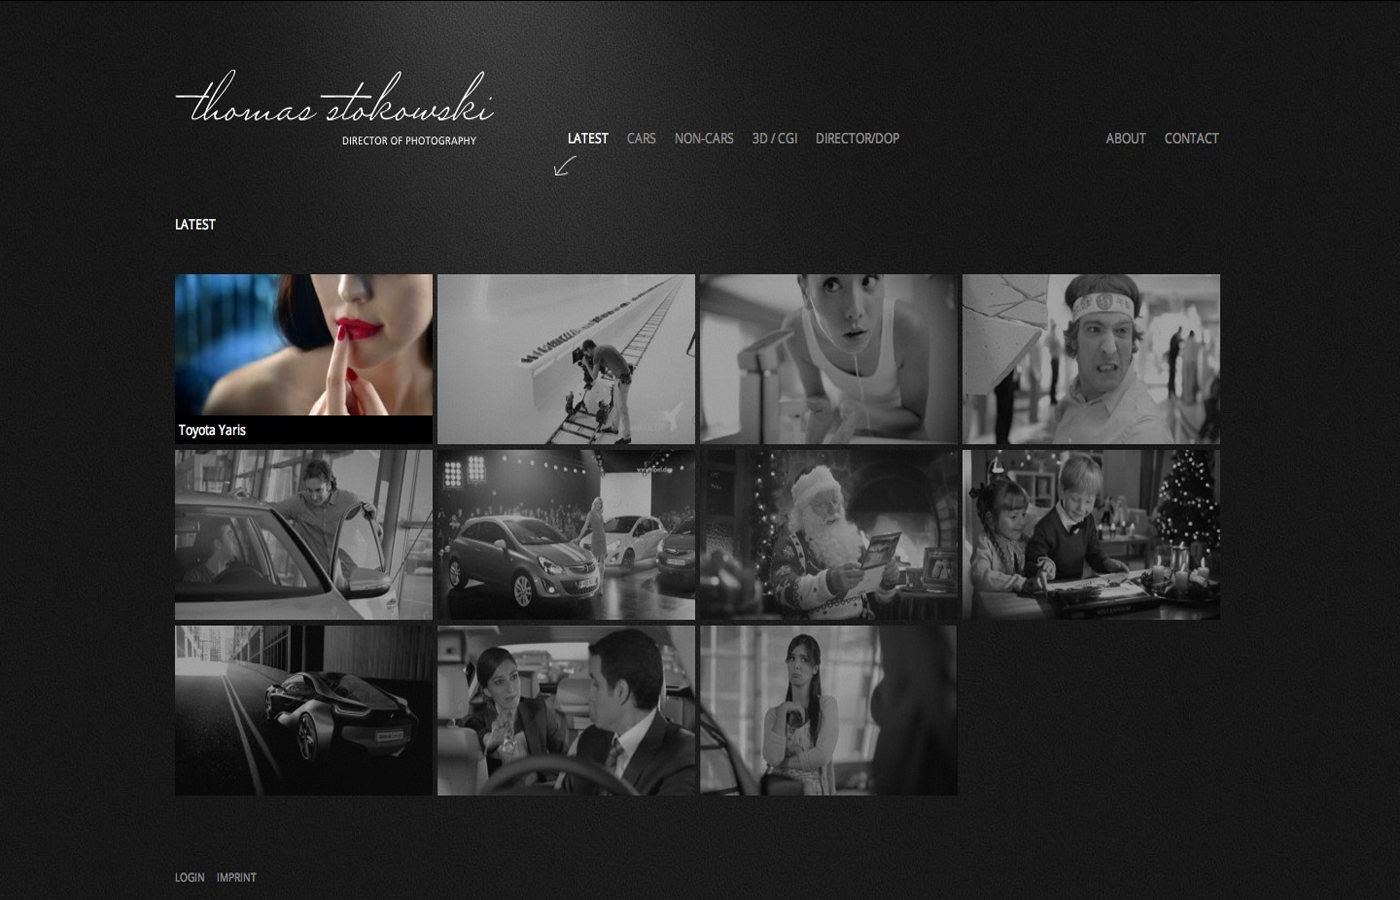 thomas stokowski
DIRECTOR OF PHOTOGRAPHY
LATEST CARS NON-CARS 3D / CGI DIRECTOR/DOP ABOUT CONTACT
LATEST
Toyota Yaris
LOGIN IMPRINT